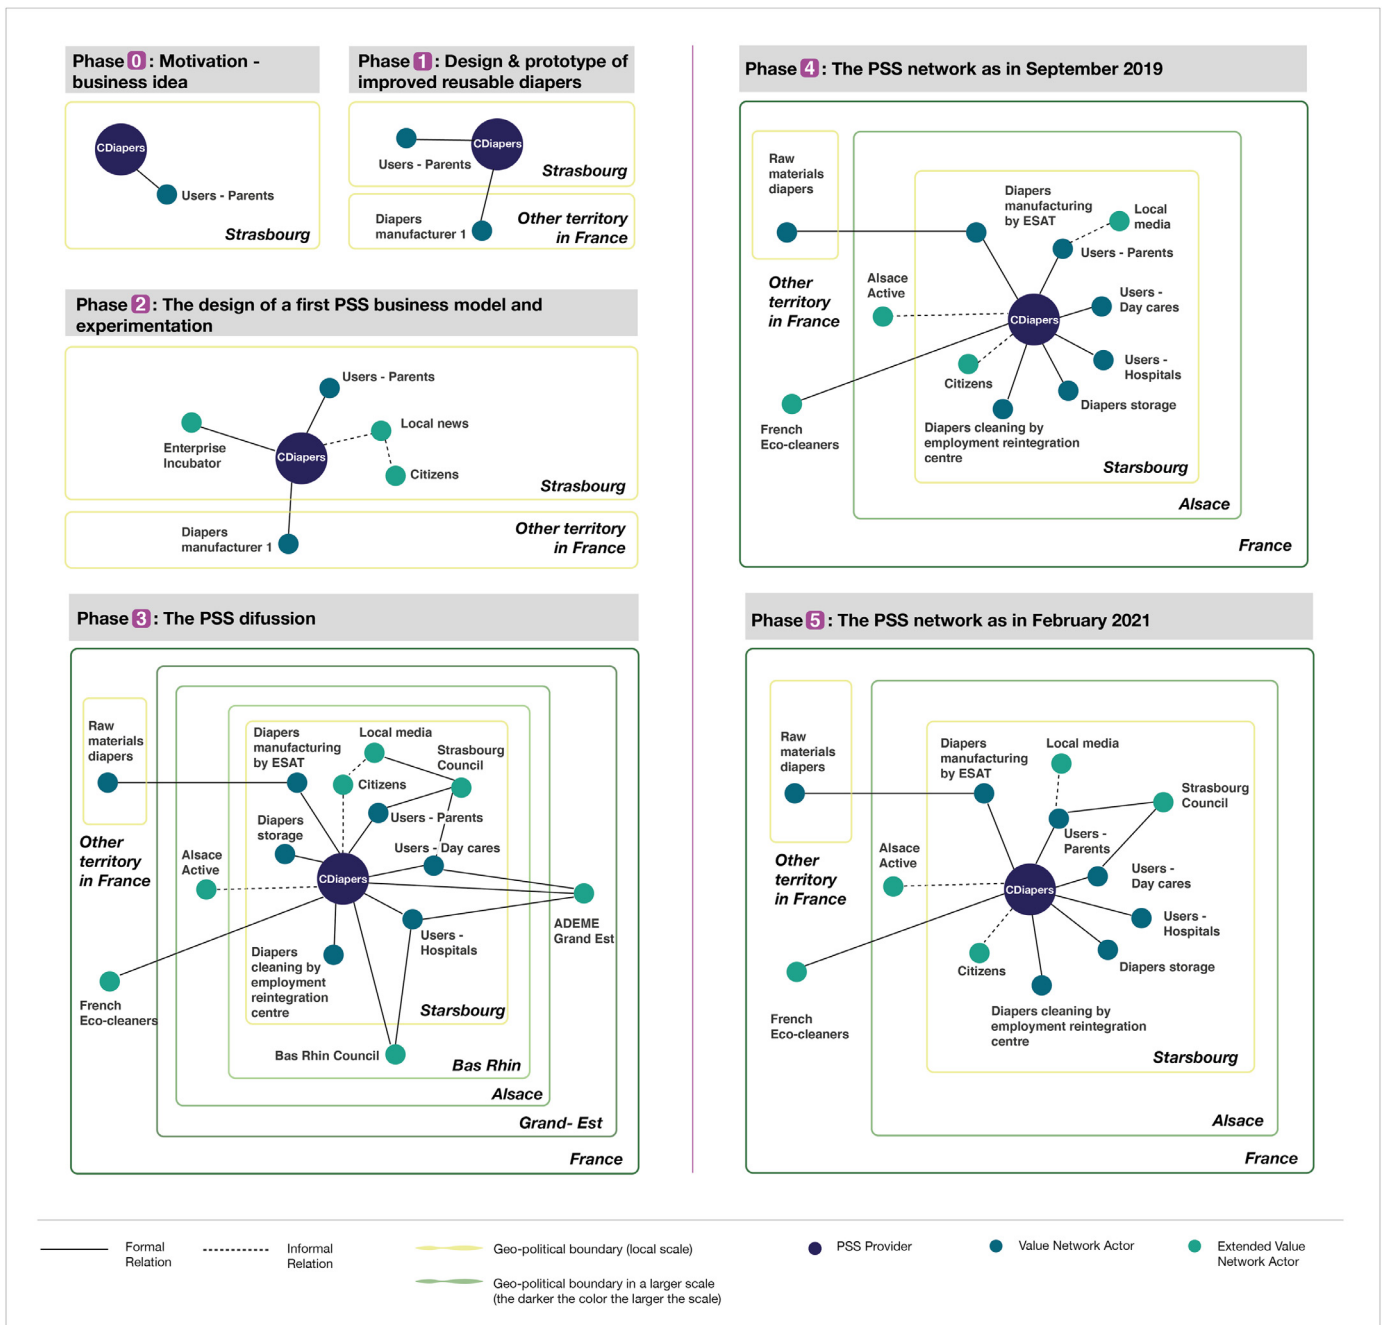 Phase 0 : Motivation -
business idea
CDiapers
Users - Parents
Strasbourg
Phase 1 : Design & prototype of
improved reusable diapers
CDiapers
Users - Parents
Strasbourg
Diapers
manufacturer 1
Other territory
in France
Phase 2 : The design of a first PSS business model and
experimentation
Users - Parents
Local news
Enterprise
Incubator
CDiapers
Citizens
Strasbourg
Diapers
manufacturer 1
Other territory
in France
Phase 3 : The PSS difussion
Raw
materials
diapers
Other
territory
in France
Diapers
manufacturing
by ESAT
Local media
Strasbourg
Council
Citizens
Users - Parents
Diapers
storage
Users - Day cares
Alsace
Active
CDiapers
ADEME
Grand Est
Users -
Hospitals
Diapers
cleaning by
employment
reintegration
centre
French
Eco-cleaners
Starsbourg
Bas Rhin Council
Bas Rhin
Alsace
Grand- Est
France
Phase 4 : The PSS network as in September 2019
Raw
materials
diapers
Other
territory
in France
Diapers
manufacturing
by ESAT
Local
media
Users - Parents
Alsace
Active
Users -
Day cares
CDiapers
Users -
Hospitals
Citizens
Diapers storage
French
Eco-cleaners
Diapers cleaning by
employment reintegration
centre
Starsbourg
Alsace
France
Phase 5 : The PSS network as in February 2021
Raw
materials
diapers
Other
territory
in France
Diapers
manufacturing
by ESAT
Local media
Strasbourg
Council
Users -
Parents
Alsace
Active
Users -
Day cares
CDiapers
Users -
Hospitals
Citizens
Diapers storage
French
Eco-cleaners
Diapers cleaning by
employment reintegration
centre
Starsbourg
Alsace
France
Formal
Relation
Informal
Relation
Geo-political boundary (local scale)
Geo-political boundary in a larger scale
(the darker the color the larger the scale)
PSS Provider
Value Network Actor
Extended Value
Network Actor